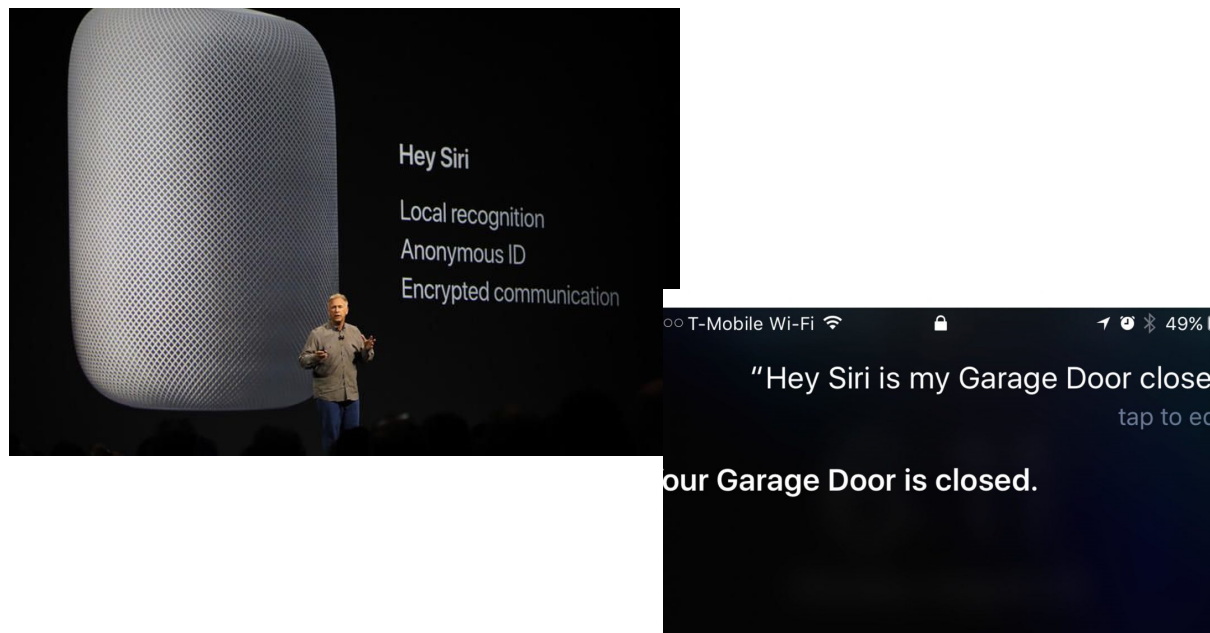 Hey Siri
Local recognition
Anonymous ID
Encrypted communication
T-Mobile Wi-Fi
49%
“Hey Siri is my Garage Door close
tap to ed
our Garage Door is closed.